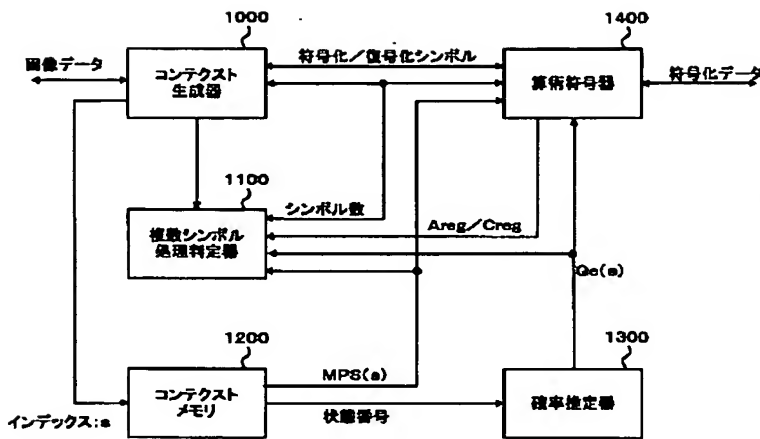 1000
1400
画像データ
コンテクスト
生成器
符号化／復号化シンボル
算術符号器
符号化データ
1100
シンボル数
複数シンボル
処理判定器
Areg/Creg
Qe(s)
1200
1300
コンテクスト
メモリ
MPS(s)
確率推定器
インデックス:s
状態番号